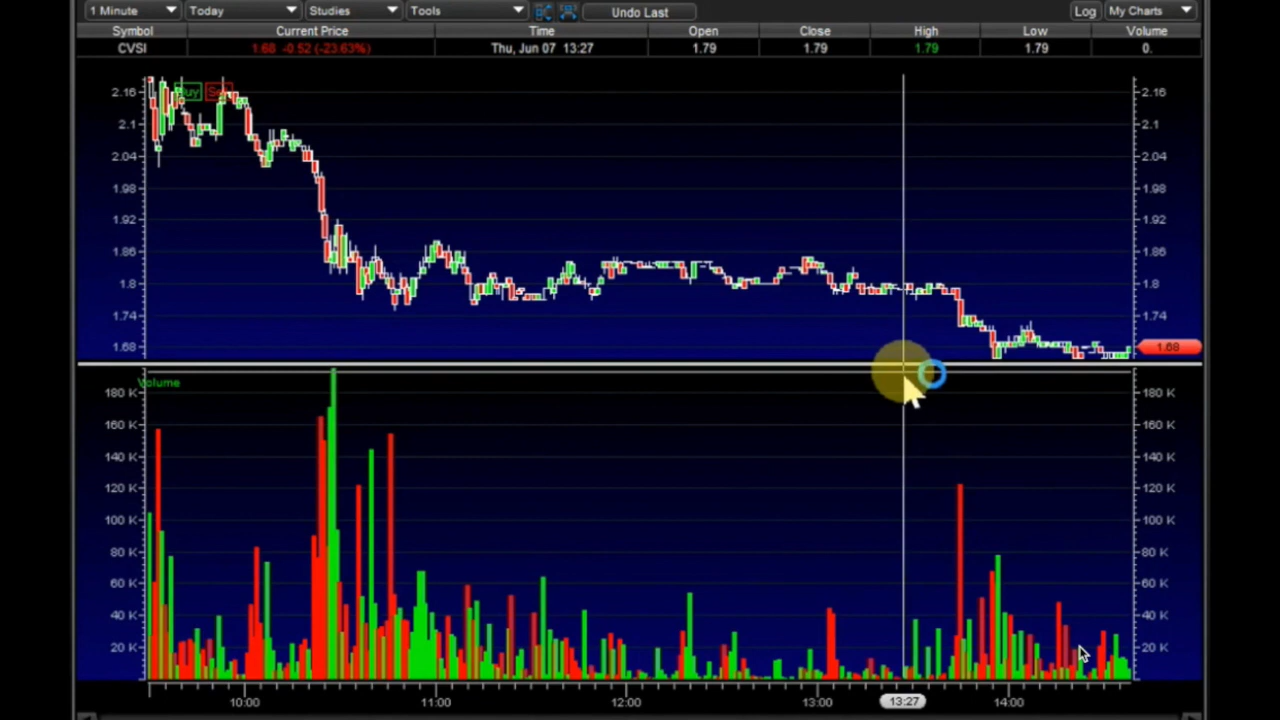 1 Minute Today Studies Tools Undo Last Log My Charts
Symbol Current Price Time Open Close High Low Volume
CVSI 1.68 -0.52 (-23.63%) Thu, Jun 07 13:27 1.79 1.79 1.79 1.79 0.
2.16 Buy 2.16
2.1 2.1
2.04 2.04
1.98 1.98
1.92 1.92
1.86 1.86
1.8 1.8
1.74 1.74
1.68 1.68
Volume
180 K 180 K
160 K 160 K
140 K 140 K
120 K 120 K
100 K 100 K
80 K 80 K
60 K 60 K
40 K 40 K
20 K 20 K
10:00 11:00 12:00 13:00 13:27 14:00